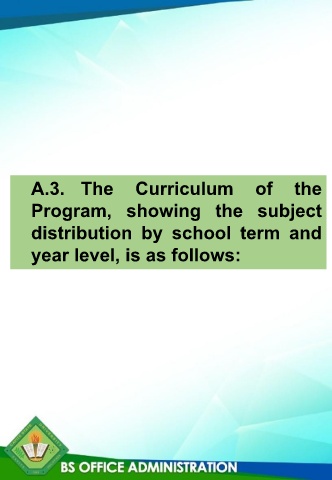 A.3. The Curriculum of the
Program, showing the subject
distribution by school term and
year level, is as follows:
BS OFFICE ADMINISTRATION